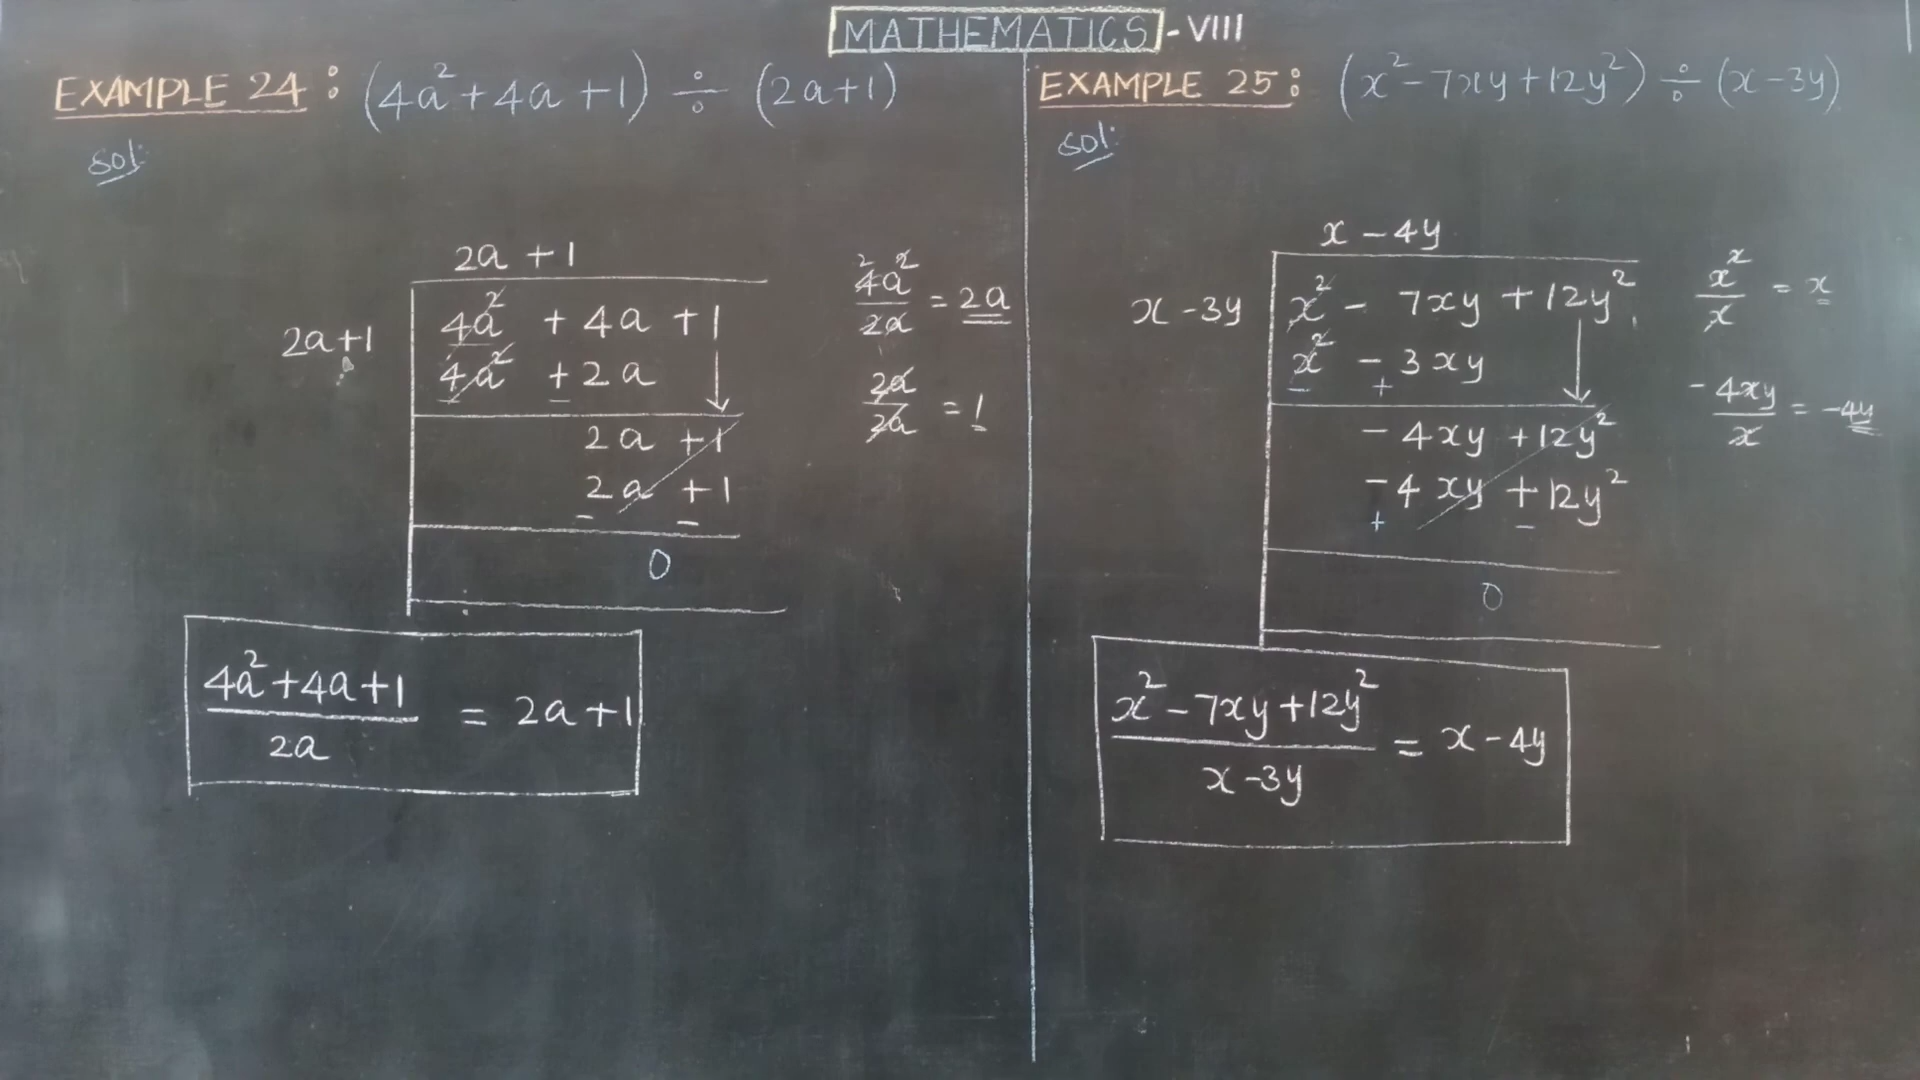 MATHEMATICS - VIII
EXAMPLE 24 : (4a² + 4a + 1) ÷ (2a+1)
Sol:
2a + 1
2a+1
4a² + 4a + 1
4a² + 2a
- -
2a + 1
2a + 1
- -
0
4a²/2a = 2a
2
2a/2a = 1
4a²+4a+1/2a = 2a+1
EXAMPLE 25 : (x² - 7xy + 12y²) ÷ (x - 3y)
Sol:
x - 4y
x - 3y
x² - 7xy + 12y²
x² - 3xy
- +
- 4xy + 12y²
- 4xy + 12y²
+ -
0
x²/x = x
-4xy/x = -4y
x² - 7xy + 12y²/x - 3y = x - 4y